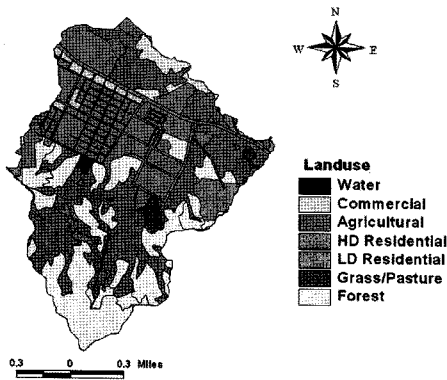 N
W E
S
Landuse
Water
Commercial
Agricultural
HD Residential
LD Residential
Grass/Pasture
Forest
0.3 0 0.3 Miles